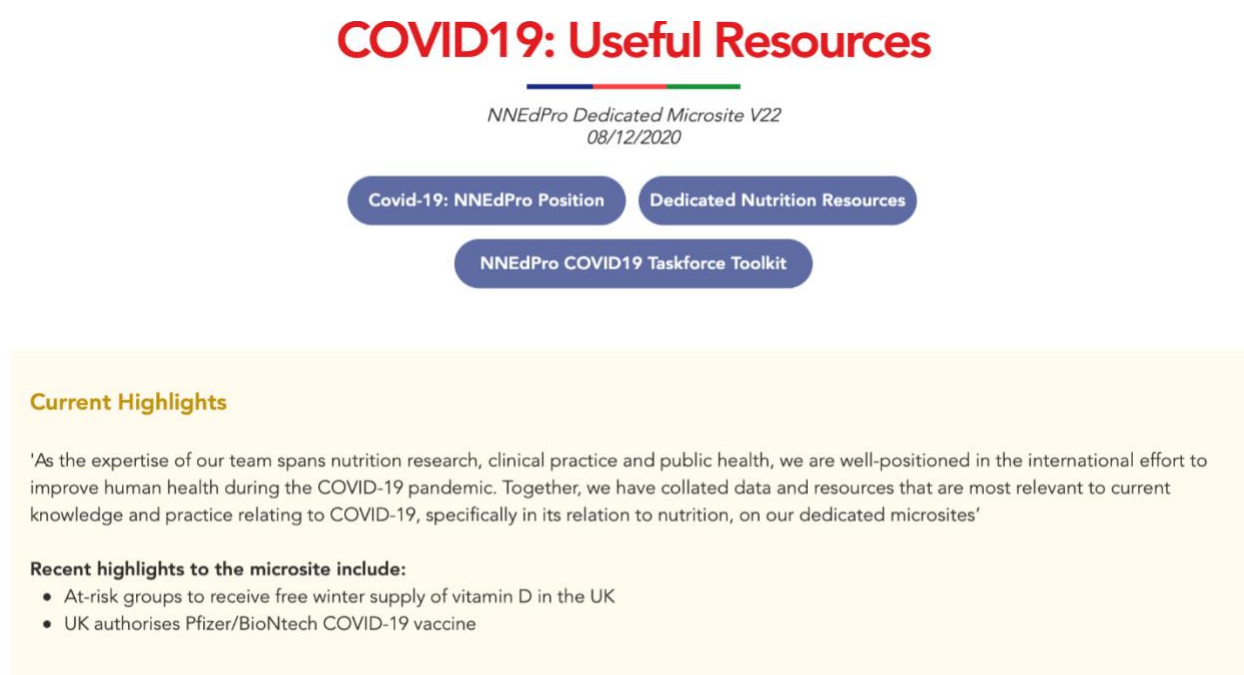 COVID19: Useful Resources
NNEdPro Dedicated Microsite V22
08/12/2020
Covid-19: NNEdPro Position
Dedicated Nutrition Resources
NNEdPro COVID19 Taskforce Toolkit
Current Highlights
'As the expertise of our team spans nutrition research, clinical practice and public health, we are well-positioned in the international effort to
improve human health during the COVID-19 pandemic. Together, we have collated data and resources that are most relevant to current
knowledge and practice relating to COVID-19, specifically in its relation to nutrition, on our dedicated microsites’
Recent highlights to the microsite include:
• At-risk groups to receive free winter supply of vitamin D in the UK
• UK authorises Pfizer/BioNtech COVID-19 vaccine